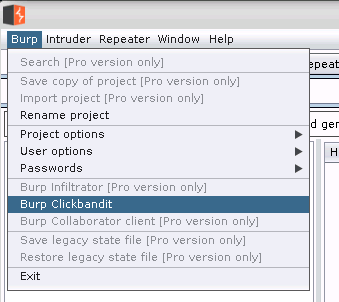 Burp Intruder Repeater Window Help
Search [Pro version only]
Save copy of project [Pro version only]
Import project [Pro version only]
Rename project
Project options
User options
Passwords
Burp Infiltrator [Pro version only]
Burp Clickbandit
Burp Collaborator client [Pro version only]
Save legacy state file [Pro version only]
Restore legacy state file [Pro version only]
Exit
epeat
d ger
H